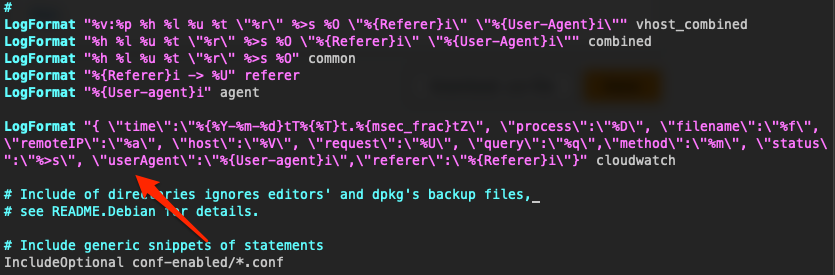 #
LogFormat "%v:%p %h %l %u %t \"%r\" %>s %O \"%{Referer}i\" \"%{User-Agent}i\"" vhost_combined
LogFormat "%h %l %u %t \"%r\" %>s %O \"%{Referer}i\" \"%{User-Agent}i\"" combined
LogFormat "%h %l %u %t \"%r\" %>s %O" common
LogFormat "%{Referer}i -> %U" referer
LogFormat "%{User-agent}i" agent
LogFormat "{ \"time\":\"%{%Y-%m-%d}tT%{%T}t.%{msec_frac}tZ\", \"process\":\"%D\", \"filename\":\"%f\",
\"remoteIP\":\"%a\", \"host\":\"%V\", \"request\":\"%U\", \"query\":\"%q\",\"method\":\"%m\", \"status\
":\"%>s\", \"userAgent\":\"%{User-agent}i\",\"referer\":\"%{Referer}i\"}" cloudwatch
# Include of directories ignores editors' and dpkg's backup files,_
# see README.Debian for details.
# Include generic snippets of statements
IncludeOptional conf-enabled/*.conf